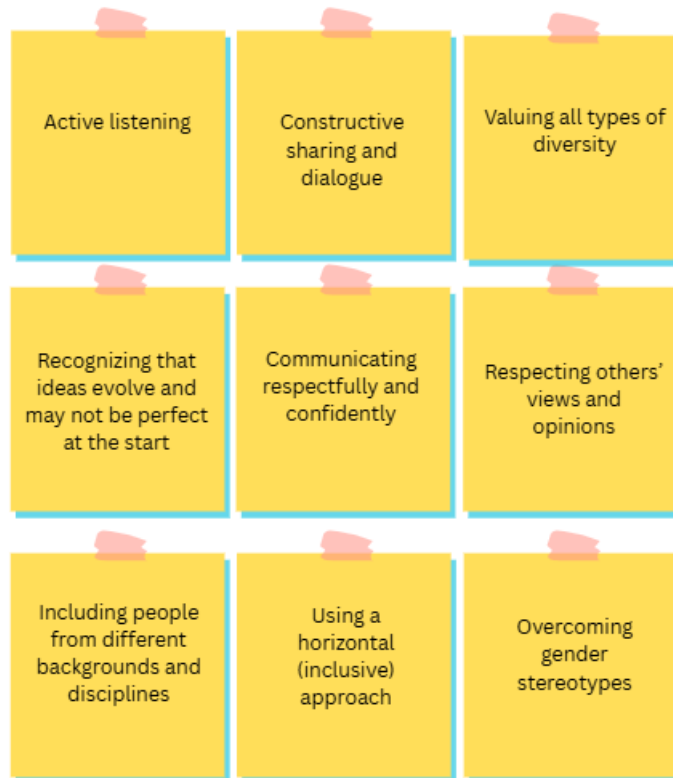 Active listening
Constructive
sharing and
dialogue
Valuing all types of
diversity
Recognizing that
ideas evolve and
may not be perfect
at the start
Communicating
respectfully and
confidently
Respecting others’
views and
opinions
Including people
from different
backgrounds and
disciplines
Using a
horizontal
(inclusive)
approach
Overcoming
gender
stereotypes